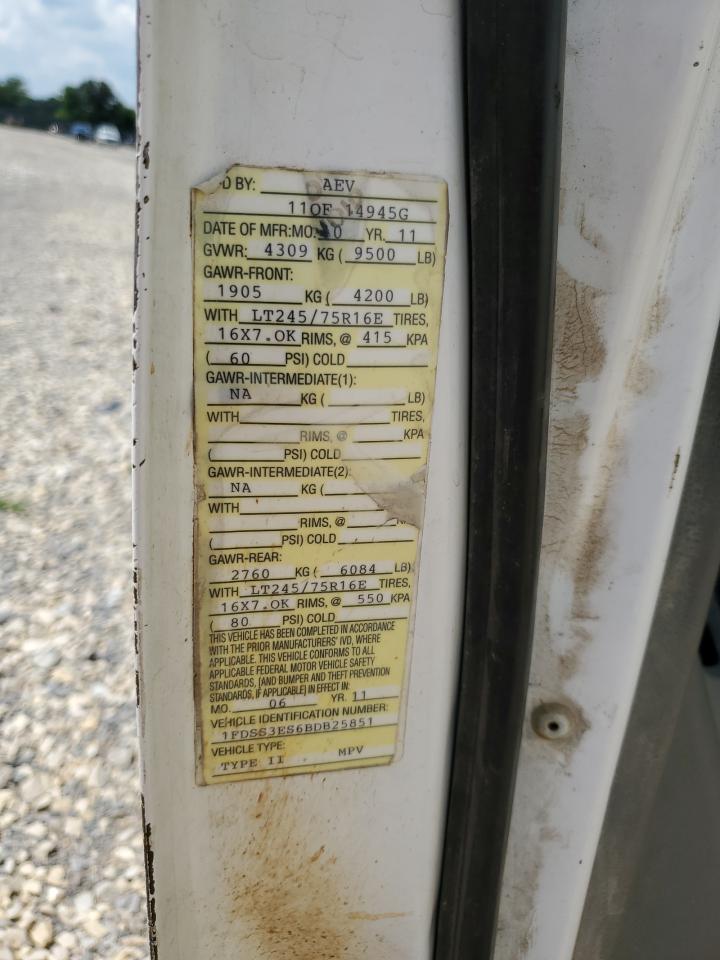 D BY: AEV
11OF 14945G
DATE OF MFR:MO. 0 YR. 11
GVWR: 4309 KG ( 9500 LB)
GAWR-FRONT:
1905 KG ( 4200 LB)
WITH LT245/75R16E TIRES,
16X7.OK RIMS, @ 415 KPA
( 60 PSI) COLD
GAWR-INTERMEDIATE(1):
NA KG ( LB)
WITH TIRES,
RIMS, @ KPA
( PSI) COLD
GAWR-INTERMEDIATE(2):
NA KG (
WITH
RIMS, @
( PSI) COLD
GAWR-REAR:
2760 KG ( 6084 LB)
WITH LT245/75R16E TIRES,
16X7.OK RIMS, @ 550 KPA
( 80 PSI) COLD
THIS VEHICLE HAS BEEN COMPLETED IN ACCORDANCE
WITH THE PRIOR MANUFACTURERS' IVD, WHERE
APPLICABLE. THIS VEHICLE CONFORMS TO ALL
APPLICABLE FEDERAL MOTOR VEHICLE SAFETY
STANDARDS, [AND BUMPER AND THEFT PREVENTION
STANDARDS, IF APPLICABLE] IN EFFECT IN:
MO. 06 YR. 11
VEHICLE IDENTIFICATION NUMBER:
1FDSS3ES6BDB25851
VEHICLE TYPE:
TYPE II MPV